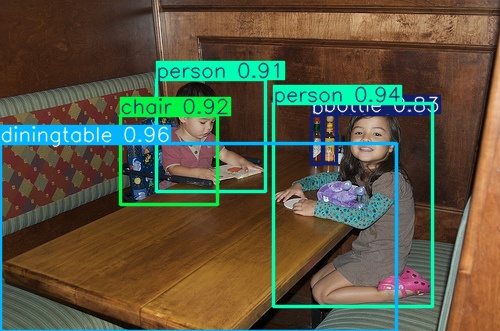 person 0.91
person 0.94
chair 0.92
bottle 0.83
diningtable 0.96